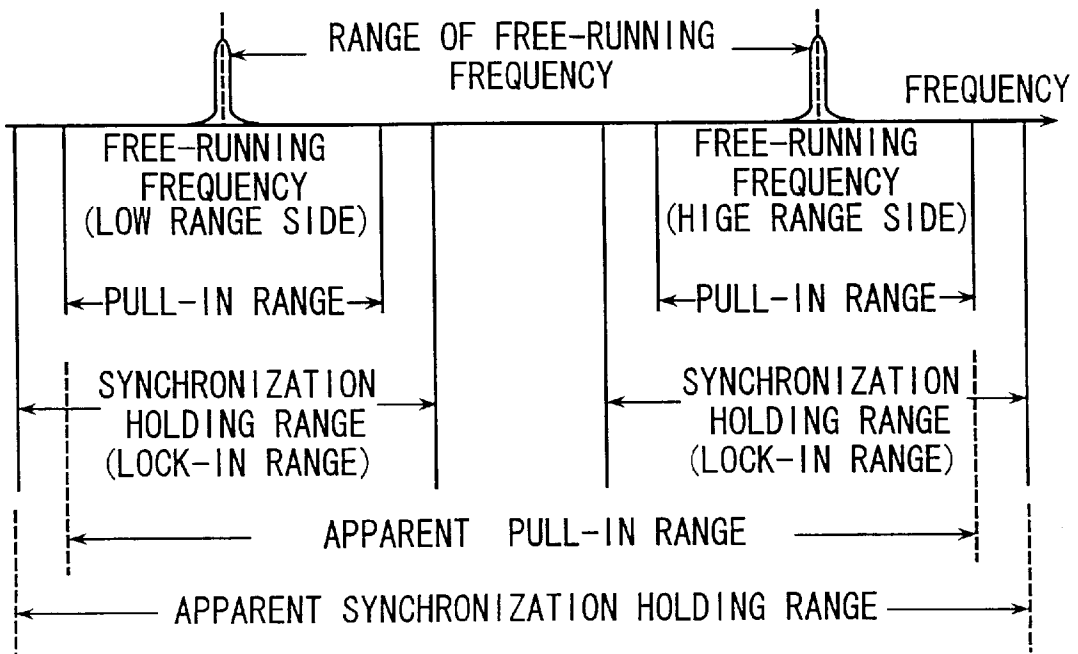 RANGE OF FREE-RUNNING
FREQUENCY
FREQUENCY
FREE-RUNNING
FREQUENCY
(LOW RANGE SIDE)
FREE-RUNNING
FREQUENCY
(HIGE RANGE SIDE)
PULL-IN RANGE
PULL-IN RANGE
SYNCHRONIZATION
HOLDING RANGE
(LOCK-IN RANGE)
SYNCHRONIZATION
HOLDING RANGE
(LOCK-IN RANGE)
APPARENT PULL-IN RANGE
APPARENT SYNCHRONIZATION HOLDING RANGE